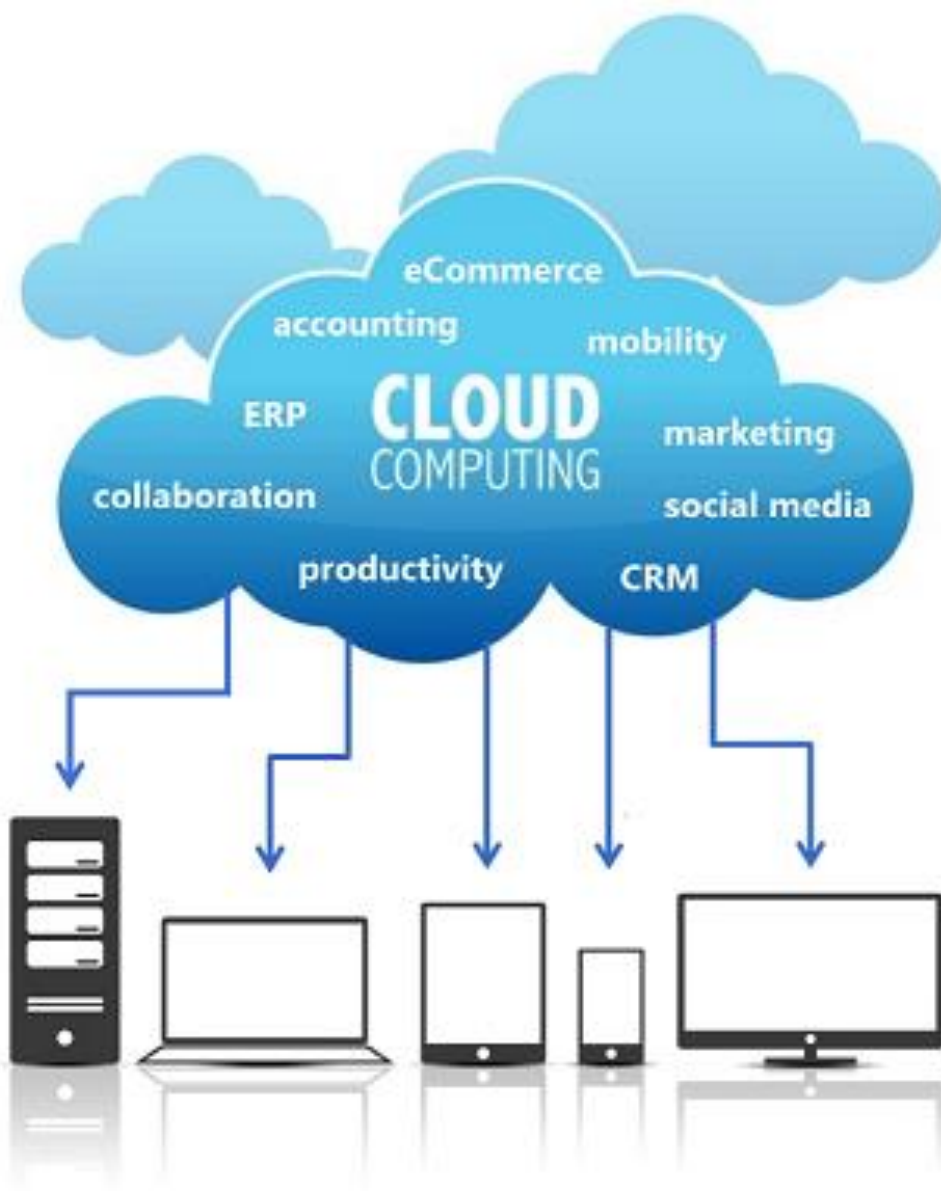 eCommerce
accounting
mobility
ERP
CLOUD
COMPUTING
marketing
collaboration
social media
productivity
CRM